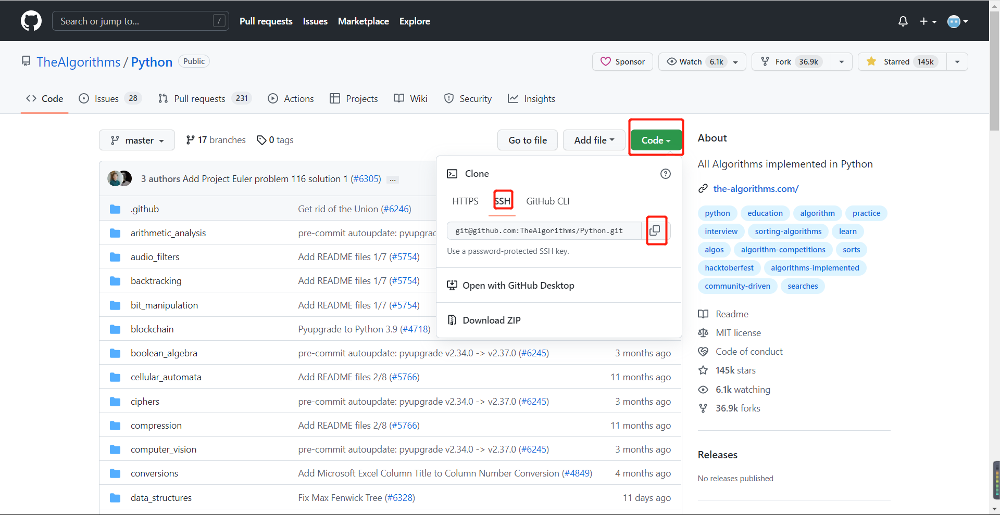 Search or jump to... /
Pull requests Issues Marketplace Explore
TheAlgorithms / Python Public
Sponsor Watch 6.1k Fork 36.9k Starred 145k
Code Issues 28 Pull requests 231 Actions Projects Wiki Security Insights
master 17 branches 0 tags Go to file Add file Code
3 authors Add Project Euler problem 116 solution 1 (#6305) ...
.github Get rid of the Union (#6246)
arithmetic_analysis pre-commit autoupdate: pyupgrad
audio_filters Add README files 1/7 (#5754)
backtracking Add README files 1/7 (#5754)
bit_manipulation Add README files 1/7 (#5754)
blockchain Pyupgrade to Python 3.9 (#4718)
boolean_algebra pre-commit autoupdate: pyupgrade v2.34.0 -> v2.37.0 (#6245) 3 months ago
cellular_automata Add README files 2/8 (#5766) 11 months ago
ciphers pre-commit autoupdate: pyupgrade v2.34.0 -> v2.37.0 (#6245) 3 months ago
compression Add README files 2/8 (#5766) 11 months ago
computer_vision pre-commit autoupdate: pyupgrade v2.34.0 -> v2.37.0 (#6245) 3 months ago
conversions Add Microsoft Excel Column Title to Column Number Conversion (#4849) 4 months ago
data_structures Fix Max Fenwick Tree (#6328) 11 days ago
Clone
HTTPS SSH GitHub CLI
git@github.com:TheAlgorithms/Python.git
Use a password-protected SSH key.
Open with GitHub Desktop
Download ZIP
About
All Algorithms implemented in Python
the-algorithms.com/
python education algorithm practice
interview sorting-algorithms learn
algos algorithm-competitions sorts
hacktoberfest algorithms-implemented
community-driven searches
Readme
MIT license
Code of conduct
145k stars
6.1k watching
36.9k forks
Releases
No releases published